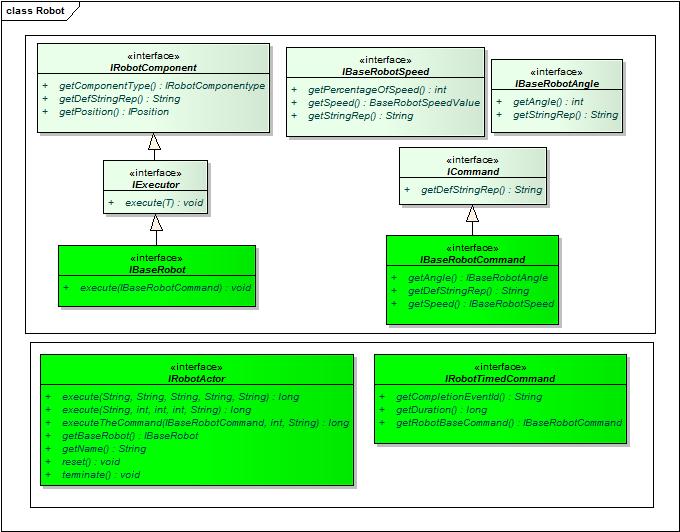 class Robot
«interface»
IRobotComponent
+ getComponentType() : IRobotComponentype
+ getDefStringRep() : String
+ getPosition() : IPosition
«interface»
IBaseRobotSpeed
+ getPercentageOfSpeed() : int
+ getSpeed() : BaseRobotSpeedValue
+ getStringRep() : String
«interface»
IBaseRobotAngle
+ getAngle() : int
+ getStringRep() : String
«interface»
IExecutor
+ execute(T) : void
«interface»
ICommand
+ getDefStringRep() : String
«interface»
IBaseRobot
+ execute(IBaseRobotCommand) : void
«interface»
IBaseRobotCommand
+ getAngle() : IBaseRobotAngle
+ getDefStringRep() : String
+ getSpeed() : IBaseRobotSpeed
«interface»
IRobotActor
+ execute(String, String, String, String, String) : long
+ execute(String, int, int, int, String) : long
+ executeTheCommand(IBaseRobotCommand, int, String) : long
+ getBaseRobot() : IBaseRobot
+ getName() : String
+ reset() : void
+ terminate() : void
«interface»
IRobotTimedCommand
+ getCompletionEventId() : String
+ getDuration() : long
+ getRobotBaseCommand() : IBaseRobotCommand